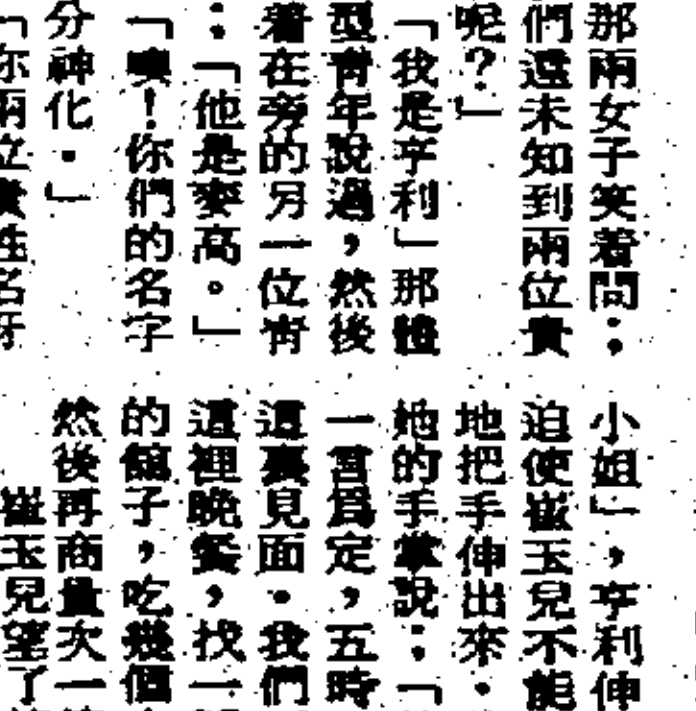 那兩女子笑着問：
們還未知到兩位貴
呢？」
「我是亨利」那體
型青年說過，然後
着在旁的另一位青
：「他是麥高。」
「噢！你們的名字
分神化．」
「你兩位貴姓名呀
小姐」，亨利伸
迫使崔玉兒不能
地把手伸出來．
她的手掌說：「
一言爲定，五時
這裏見面．我們
這裡晚餐，找一
的館子，吃幾個
然後再商量次一
崔玉兒望了